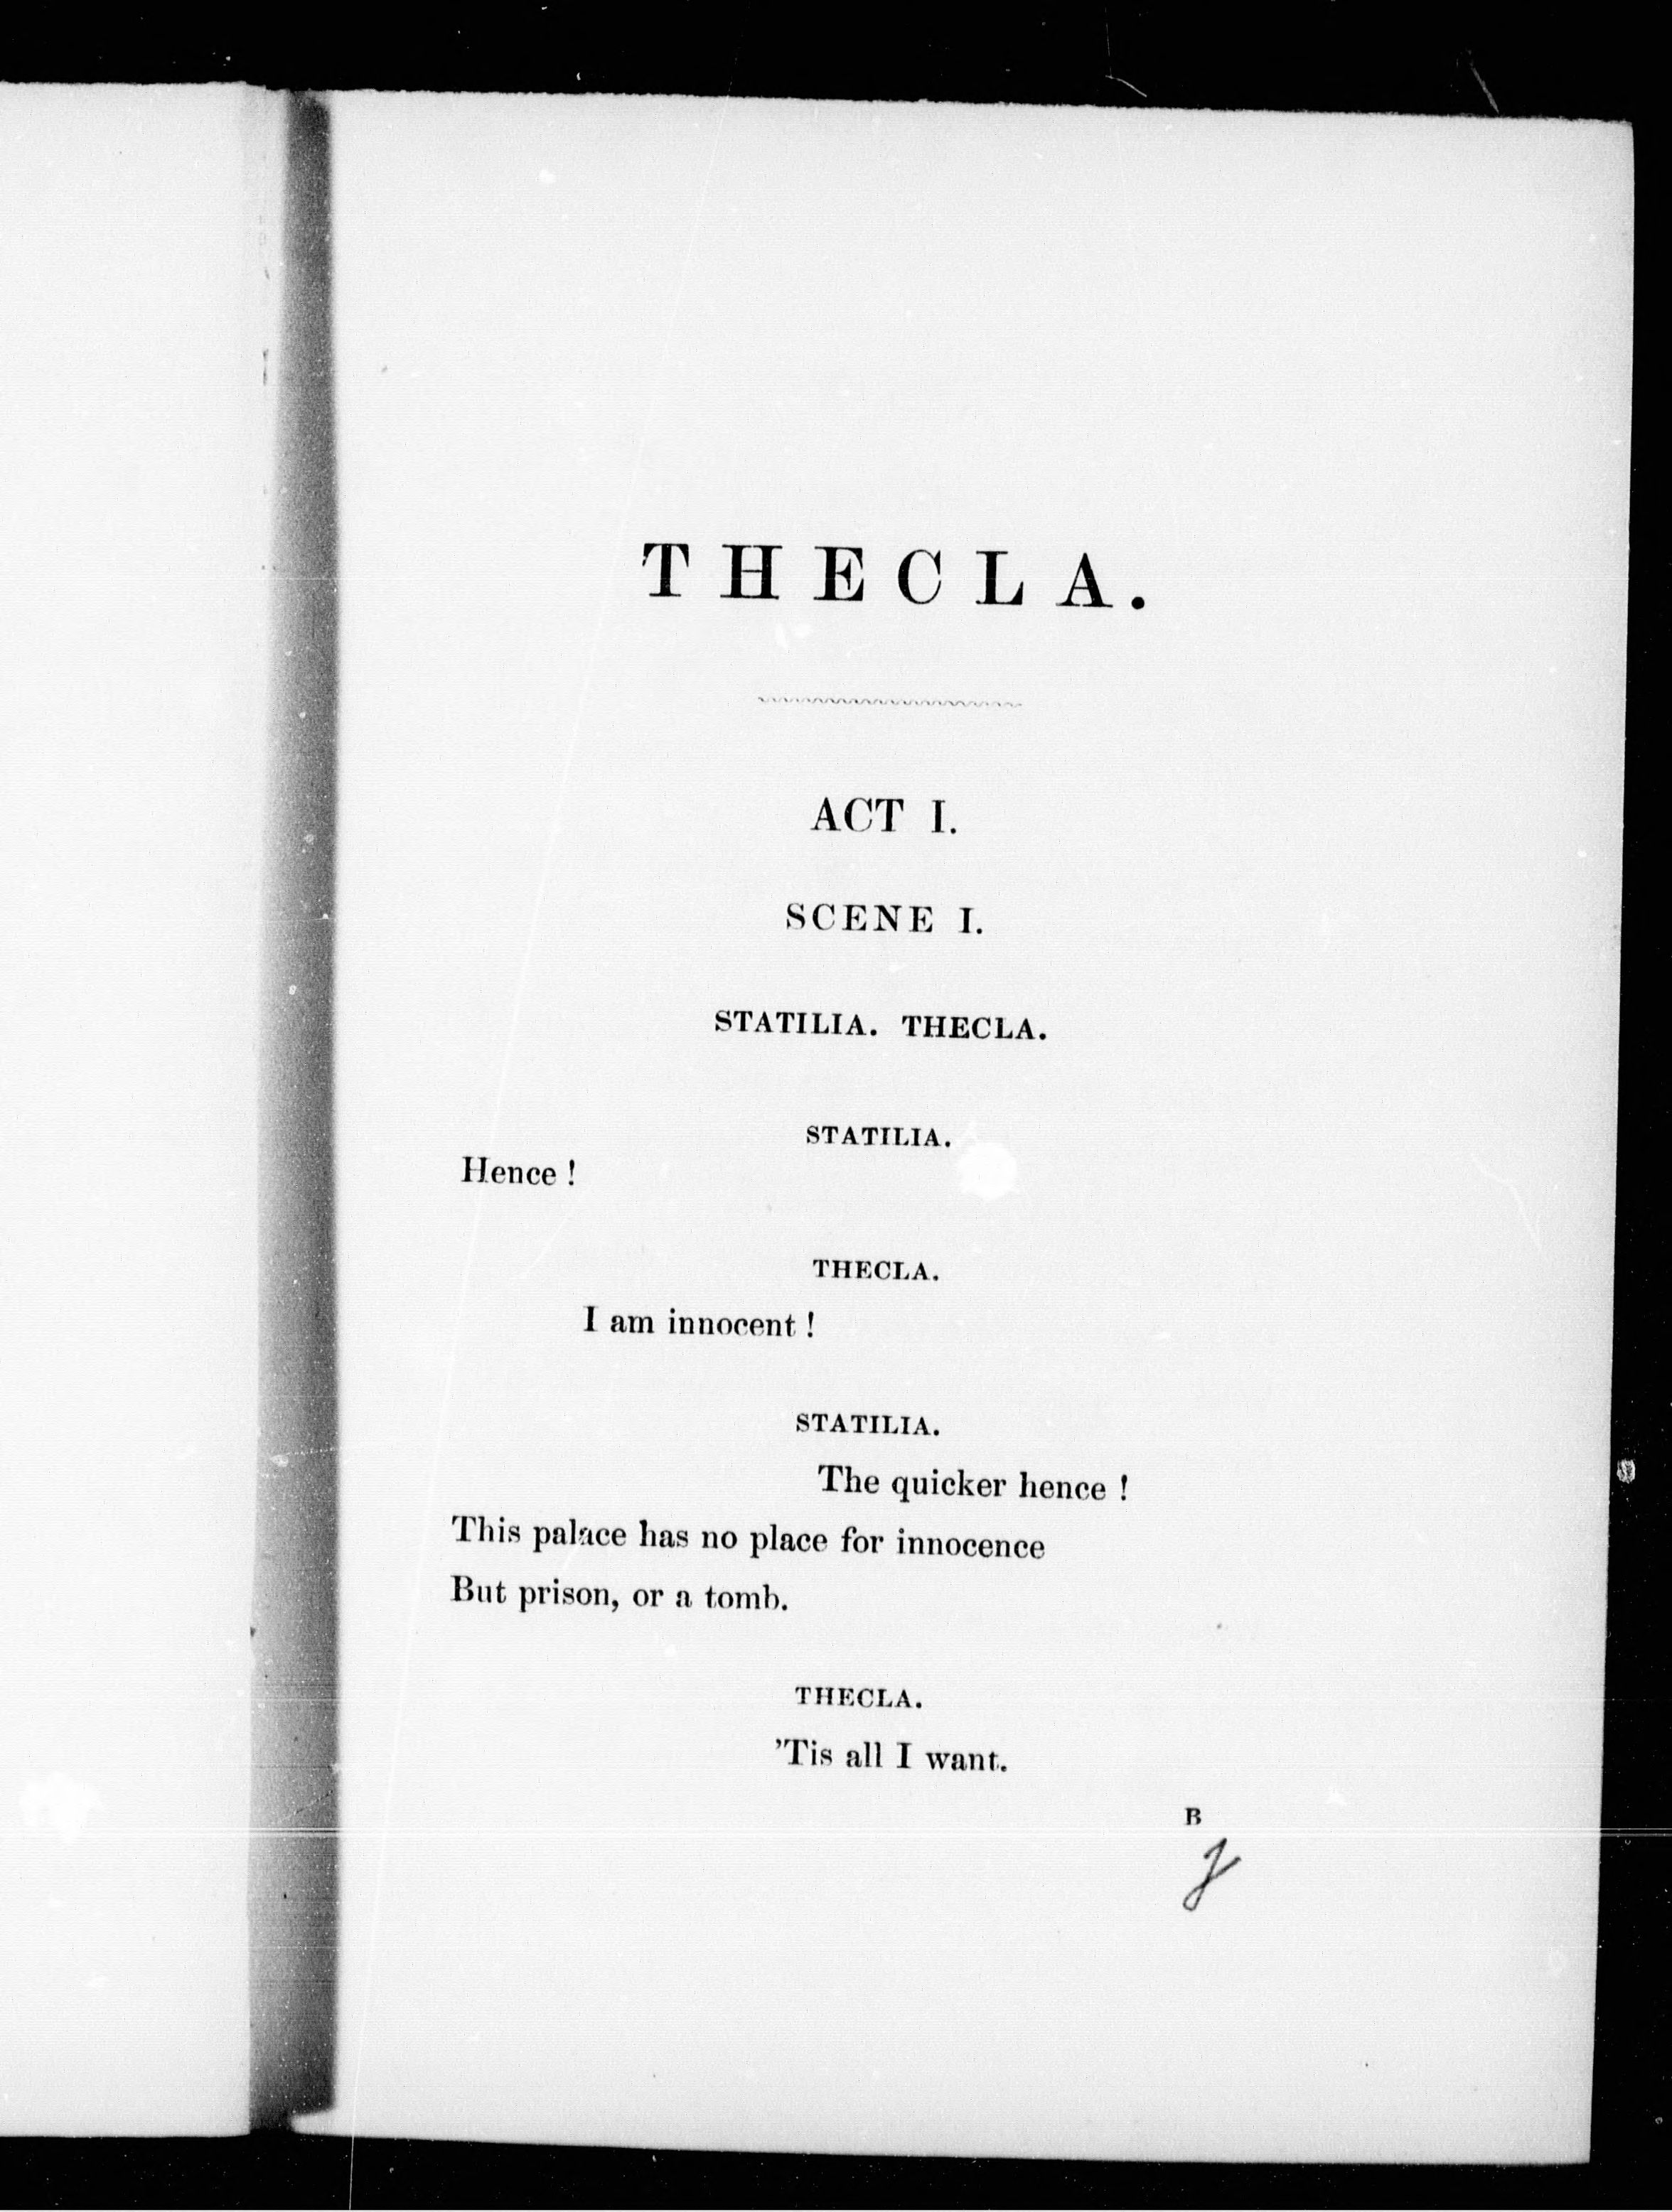 THECLA.
ACT I.
SCENE I.
STATILIA. THECLA.
STATILIA.
Hence !
THECLA.
I am innocent !
STATILIA.
The quicker hence !
This palace has no place for innocence
But prison, or a tomb.
THECLA.
’Tis all I want.
B